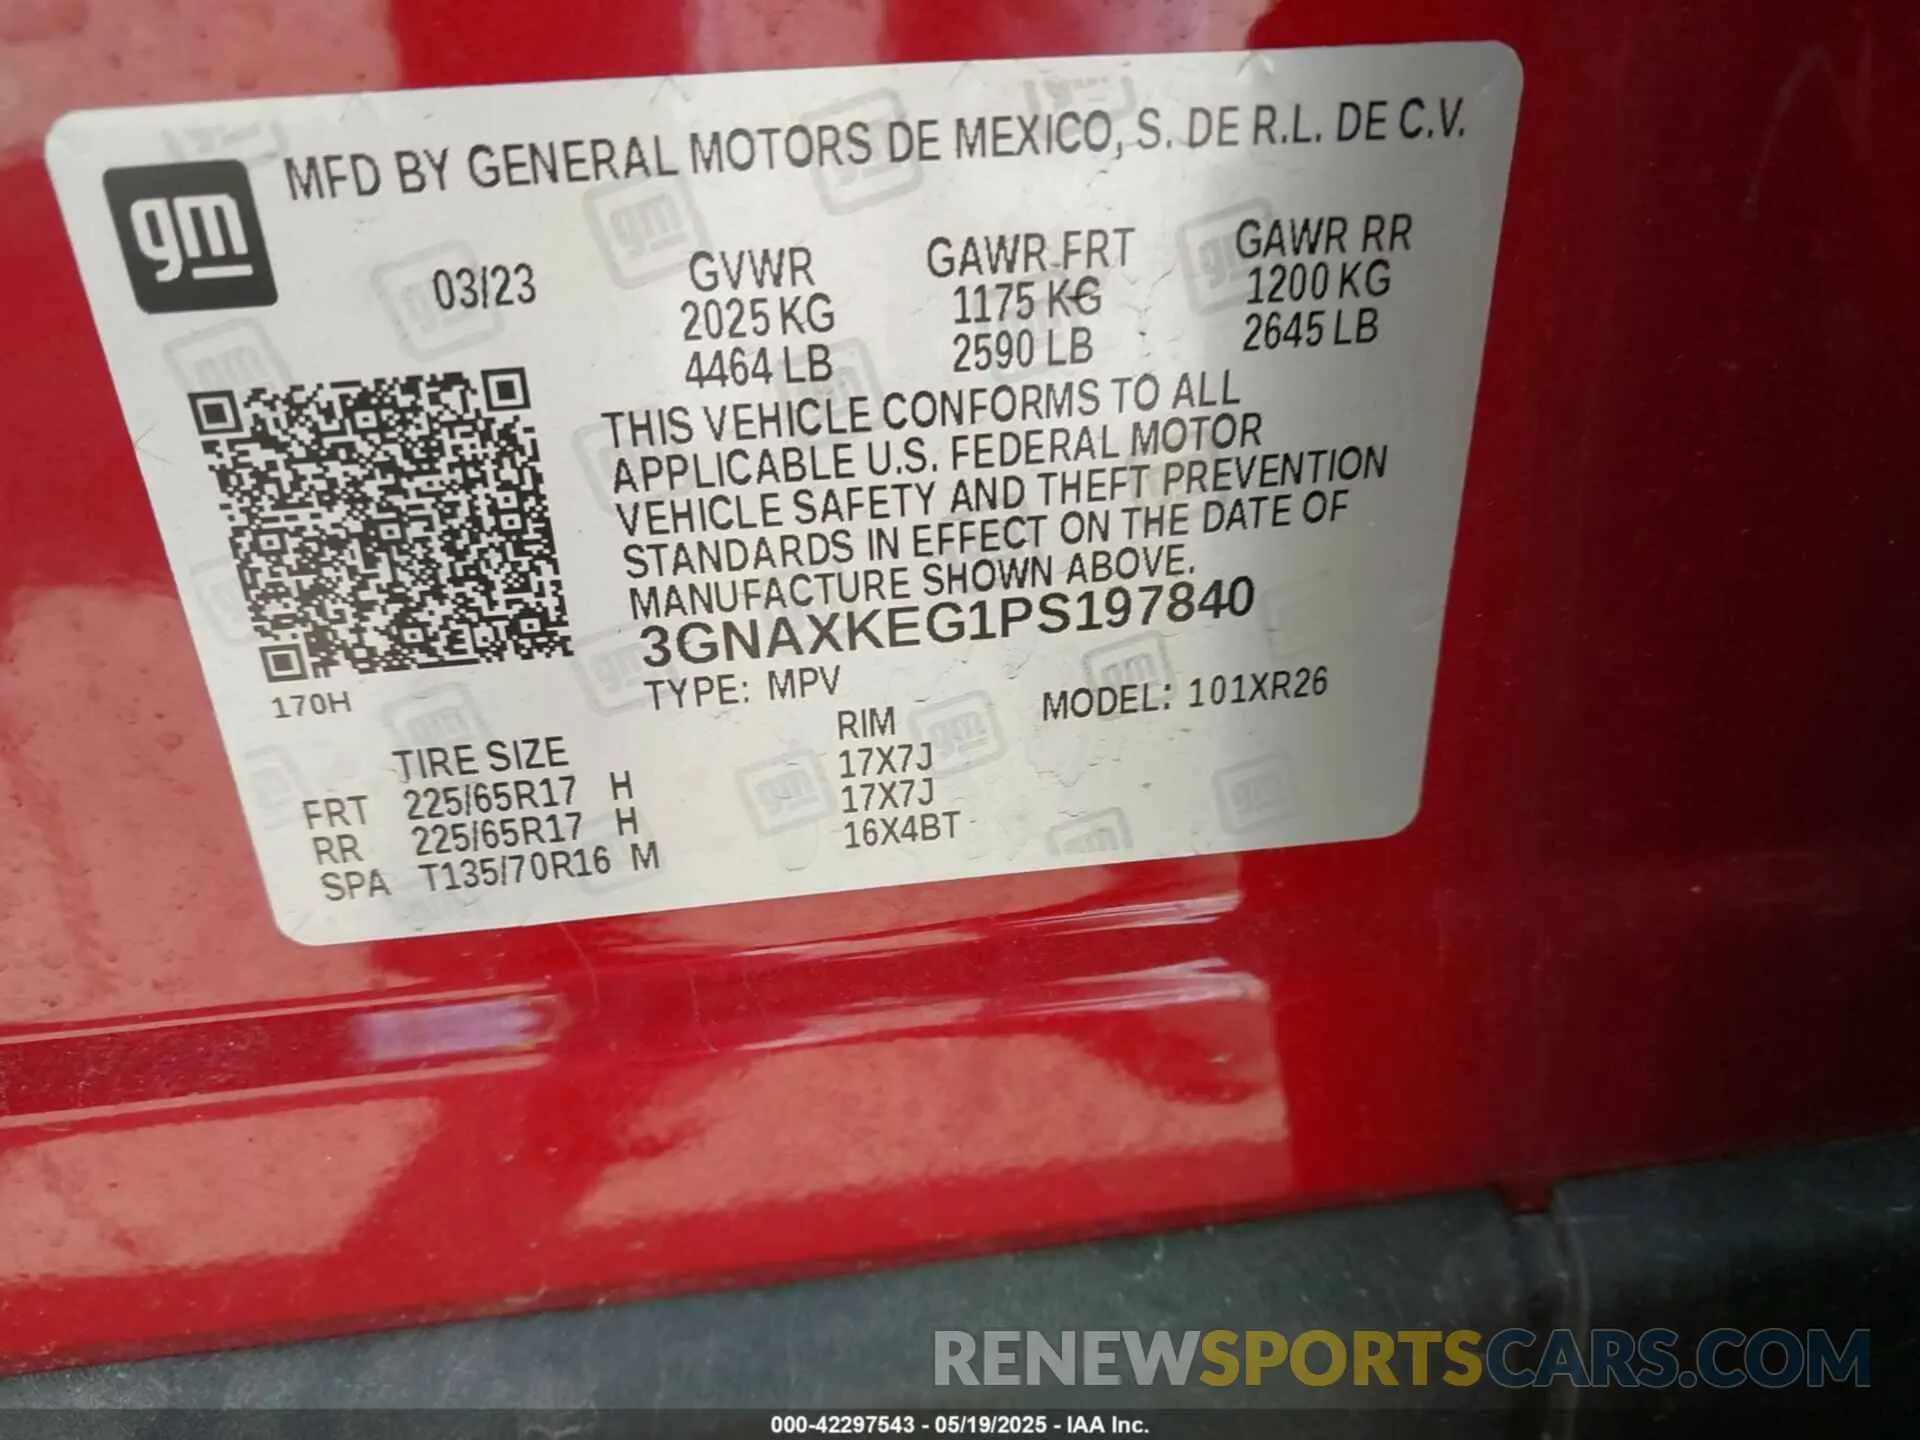 gm
MFD BY GENERAL MOTORS DE MEXICO, S. DE R.L. DE C.V.
03/23
GVWR
2025 KG
4464 LB
GAWR FRT
1175 KG
2590 LB
GAWR RR
1200 KG
2645 LB
THIS VEHICLE CONFORMS TO ALL
APPLICABLE U.S. FEDERAL MOTOR
VEHICLE SAFETY AND THEFT PREVENTION
STANDARDS IN EFFECT ON THE DATE OF
MANUFACTURE SHOWN ABOVE.
3GNAXKEG1PS197840
170H
TYPE: MPV
MODEL: 101XR26
TIRE SIZE RIM
FRT 225/65R17 H 17X7J
RR 225/65R17 H 17X7J
SPA T135/70R16 M 16X4BT
RENEWSPORTSCARS.COM
000-42297543 - 05/19/2025 - IAA Inc.